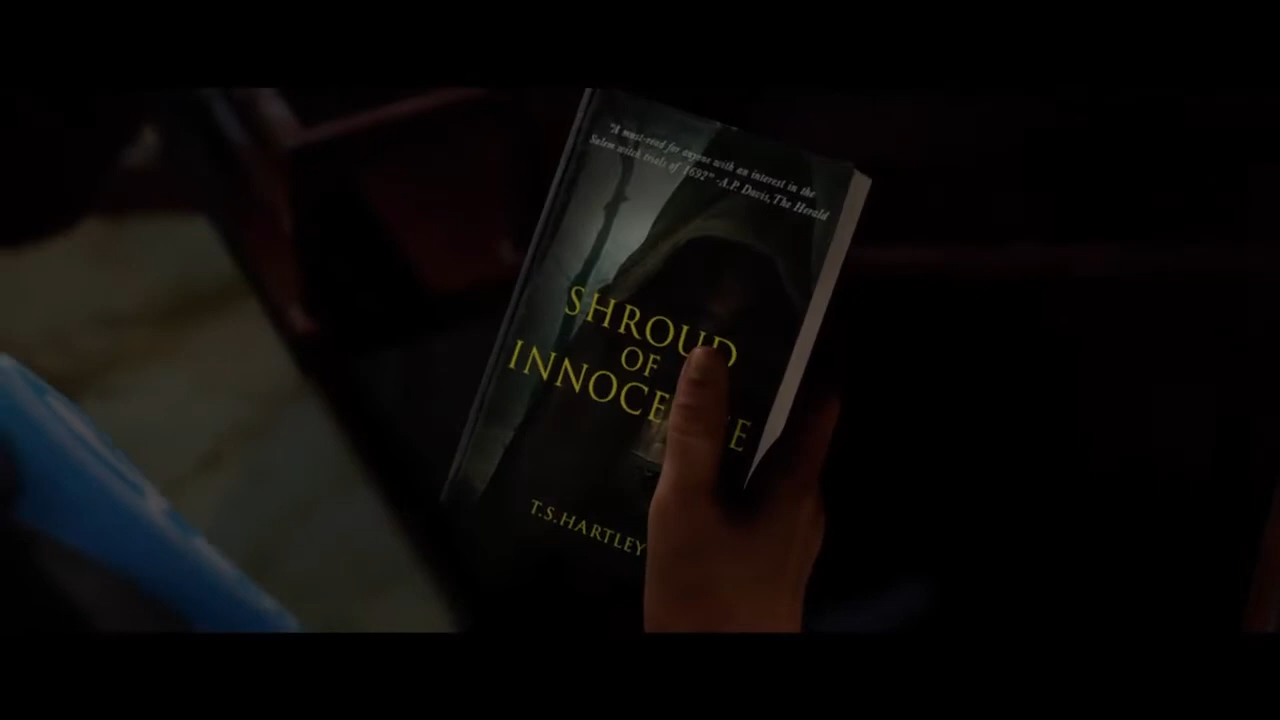 "A must-read for anyone with an interest in the
Salem witch trials of 1692" -A.P. Davis, The Herald
SHROUD
OF
INNOCE E
T.S.HARTLEY